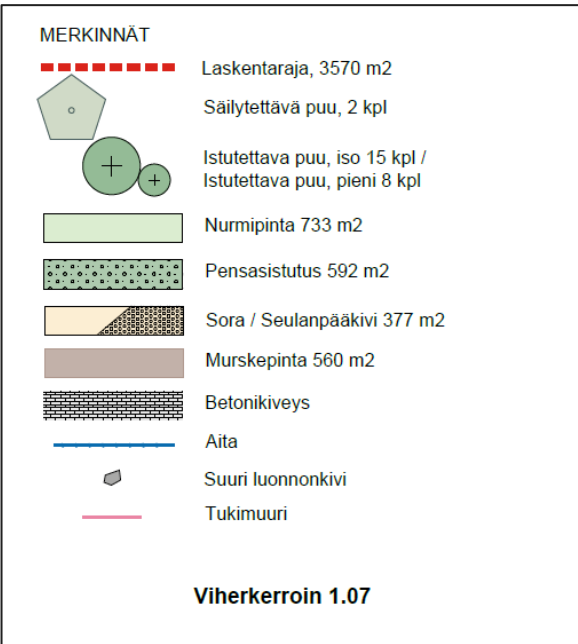 MERKINNÄT
Laskentaraja, 3570 m2
Säilytettävä puu, 2 kpl
Istutettava puu, iso 15 kpl /
Istutettava puu, pieni 8 kpl
Nurmipinta 733 m2
Pensasistutus 592 m2
Sora / Seulanpääkivi 377 m2
Murskepinta 560 m2
Betonikiveys
Aita
Suuri luonnonkivi
Tukimuuri
Viherkerroin 1.07